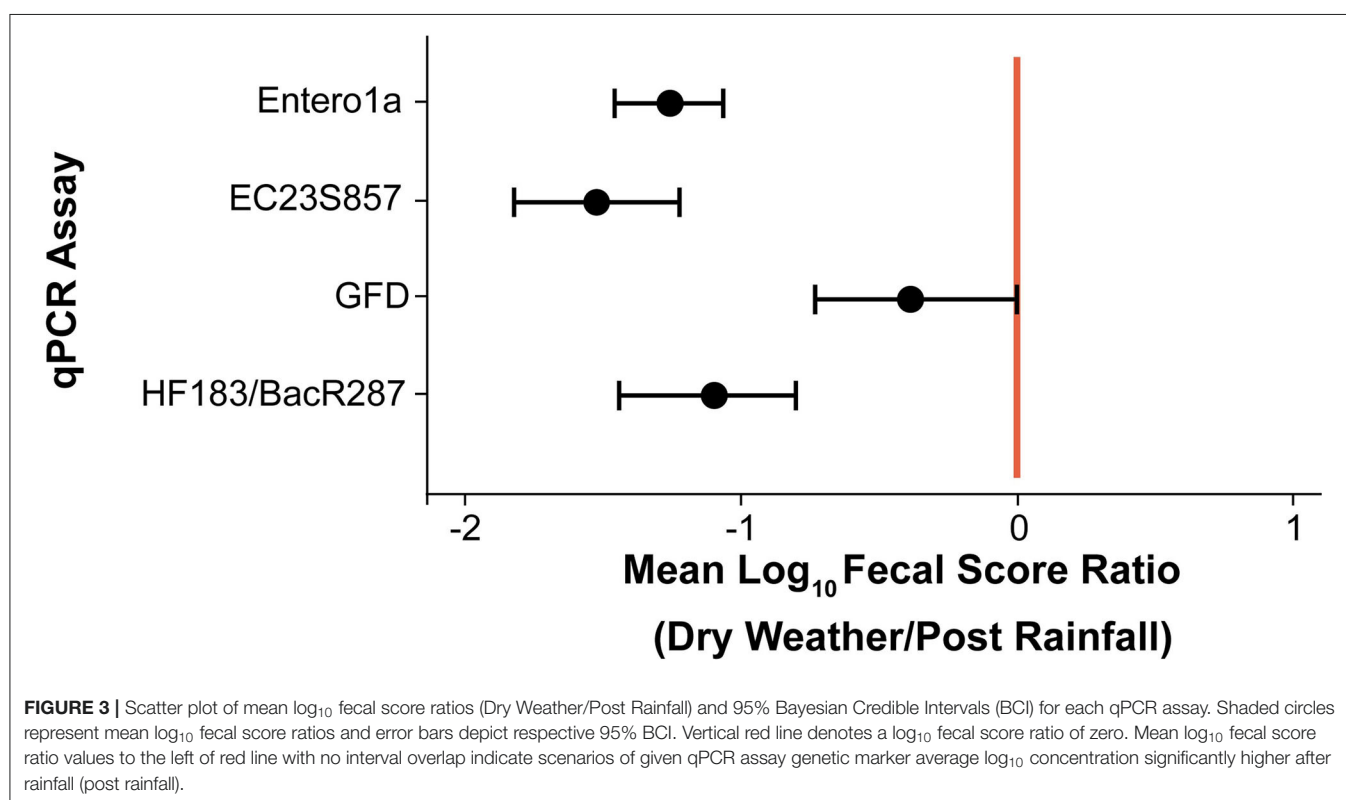 Entero1a
EC23S857
GFD
HF183/BacR287
qPCR Assay
-2 -1 0 1
Mean Log₁₀ Fecal Score Ratio
(Dry Weather/Post Rainfall)
FIGURE 3 | Scatter plot of mean log₁₀ fecal score ratios (Dry Weather/Post Rainfall) and 95% Bayesian Credible Intervals (BCI) for each qPCR assay. Shaded circles
represent mean log₁₀ fecal score ratios and error bars depict respective 95% BCI. Vertical red line denotes a log₁₀ fecal score ratio of zero. Mean log₁₀ fecal score
ratio values to the left of red line with no interval overlap indicate scenarios of given qPCR assay genetic marker average log₁₀ concentration significantly higher after
rainfall (post rainfall).